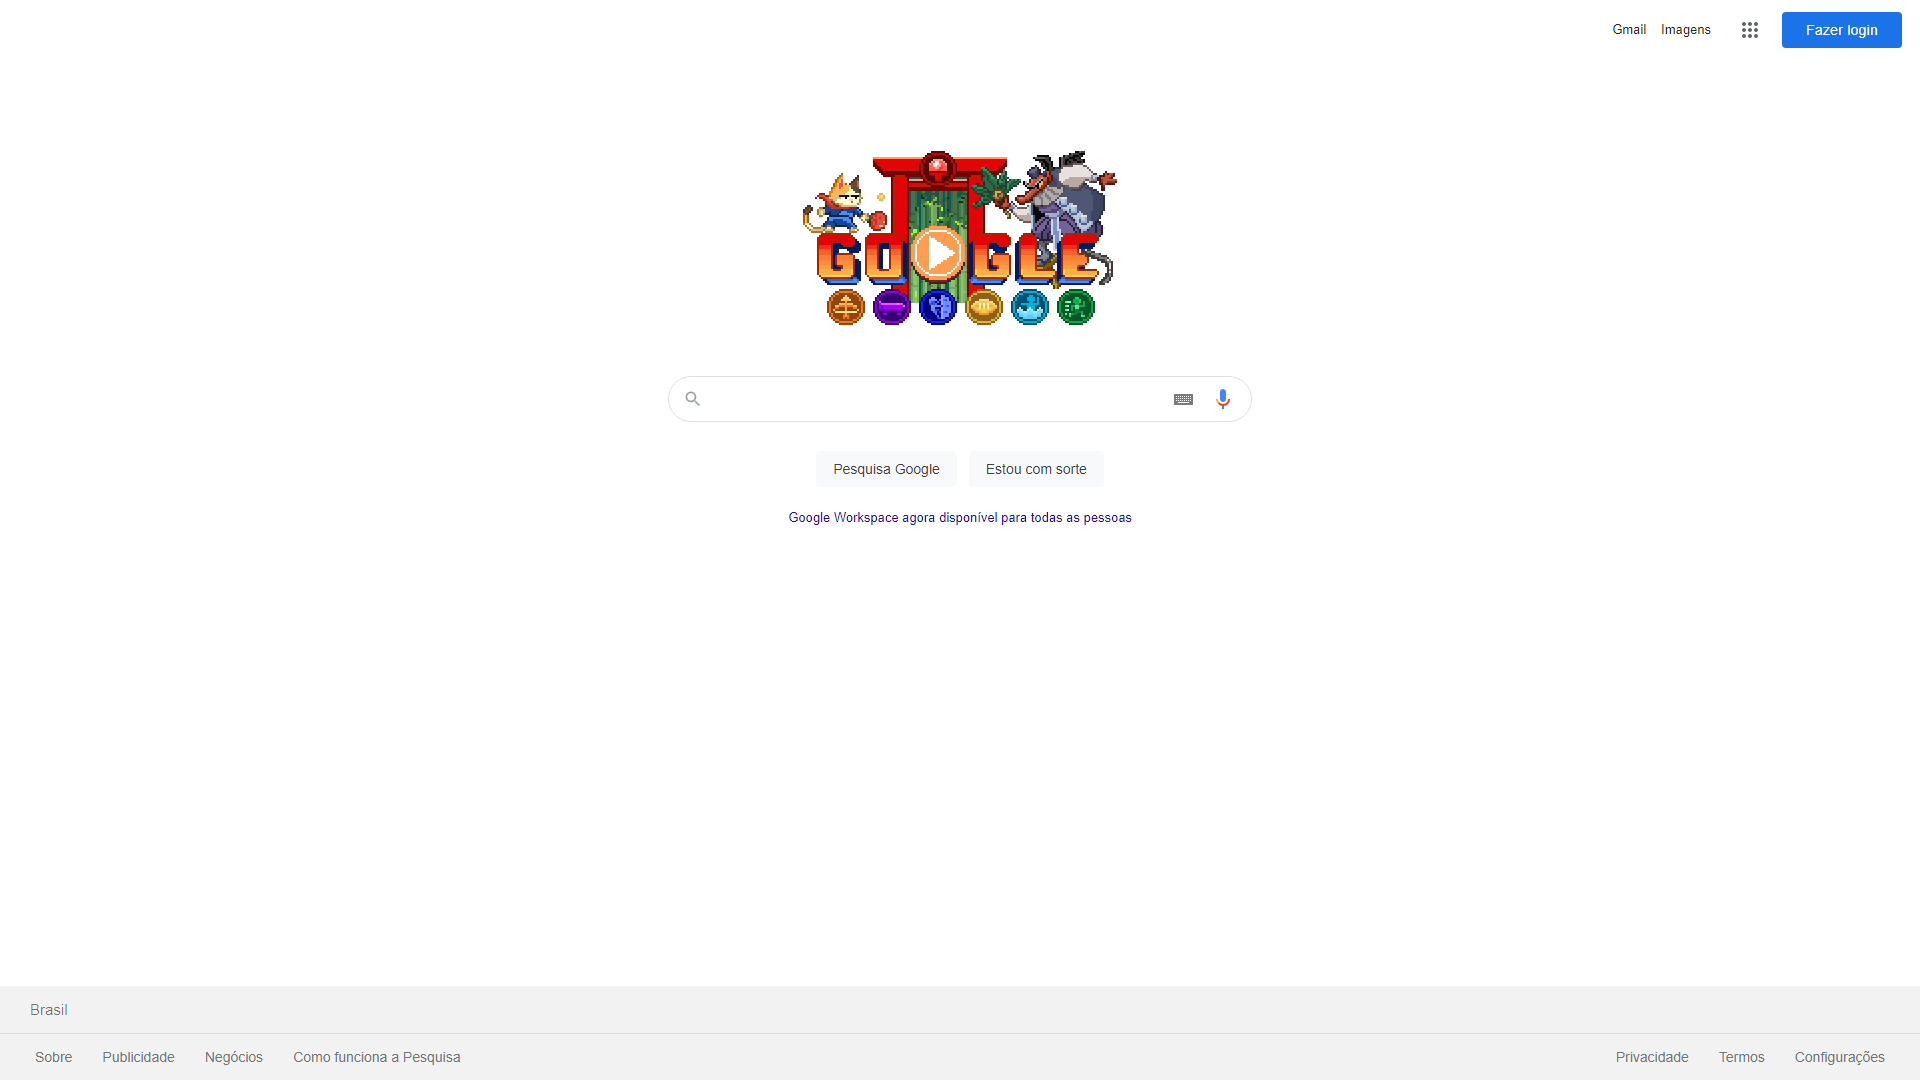 Gmail Imagens Fazer login
GOOGLE
Pesquisa Google Estou com sorte
Google Workspace agora disponível para todas as pessoas
Brasil
Sobre Publicidade Negócios Como funciona a Pesquisa Privacidade Termos Configurações